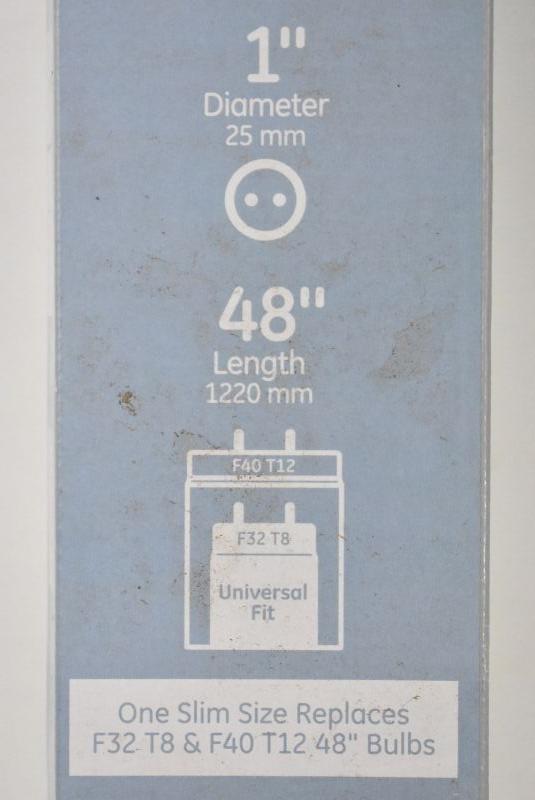 1"
Diameter
25 mm
48"
Length
1220 mm
F40 T12
F32 T8
Universal
Fit
One Slim Size Replaces
F32 T8 & F40 T12 48" Bulbs